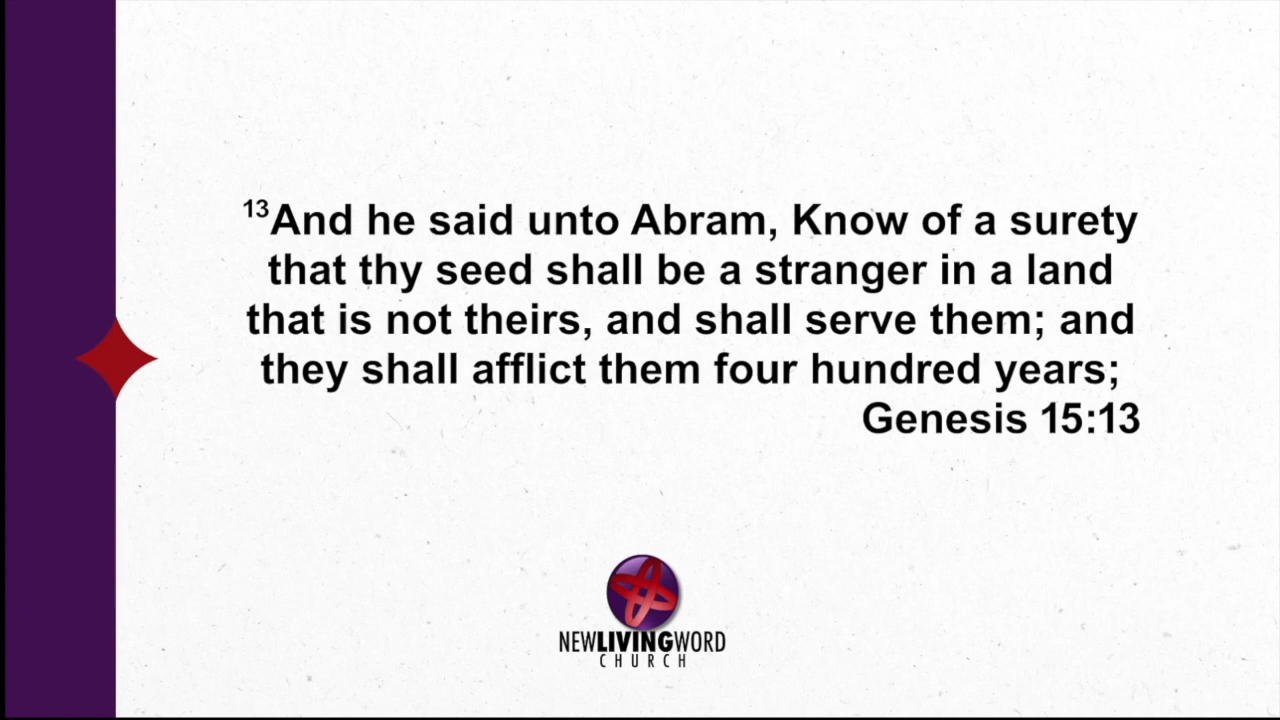 ¹³And he said unto Abram, Know of a surety
that thy seed shall be a stranger in a land
that is not theirs, and shall serve them; and
they shall afflict them four hundred years;
Genesis 15:13
NEWLIVINGWORD
CHURCH